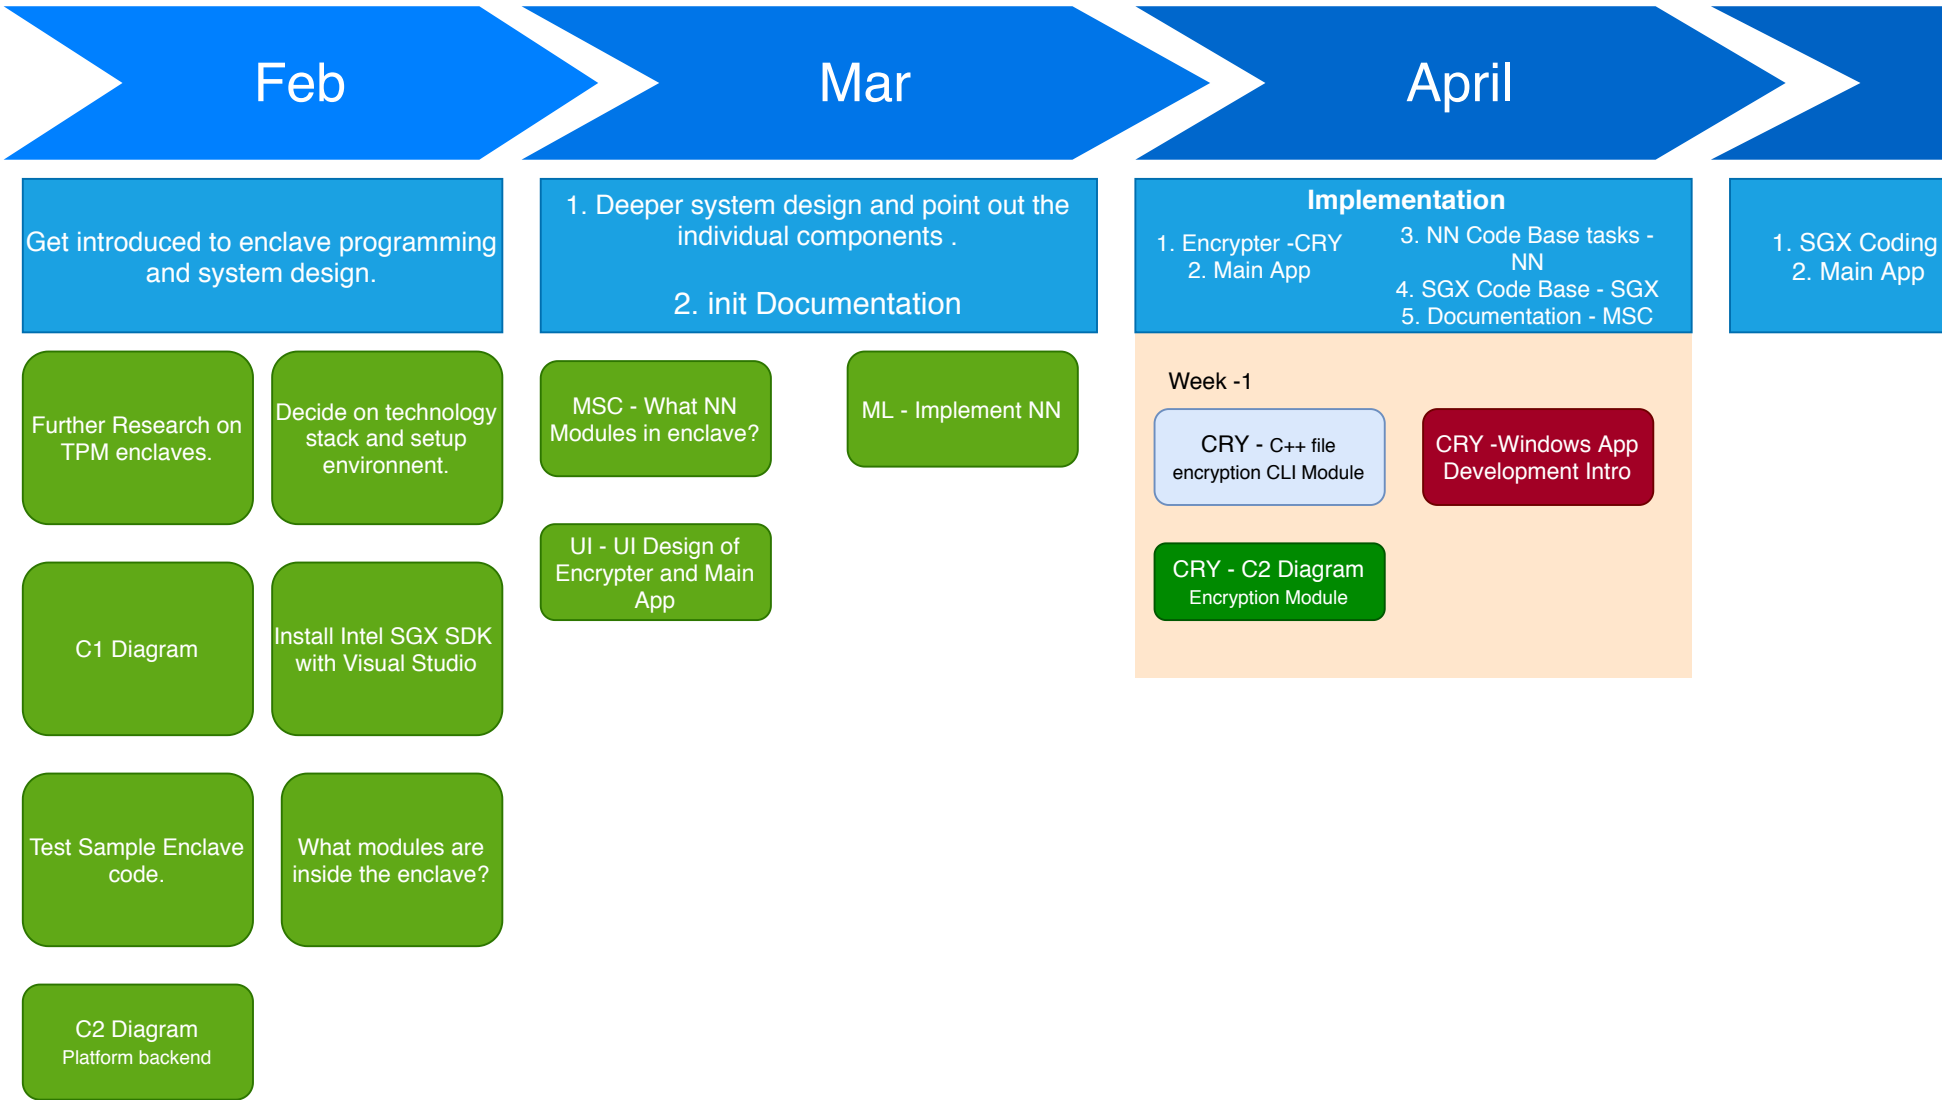 Feb
Mar
April
Get introduced to enclave programming
and system design.
1. Deeper system design and point out the
individual components .
2. init Documentation
Implementation
1. Encrypter -CRY
2. Main App
3. NN Code Base tasks -
NN
4. SGX Code Base - SGX
5. Documentation - MSC
1. SGX Coding
2. Main App
Further Research on
TPM enclaves.
Decide on technology
stack and setup
environnent.
C1 Diagram
Install Intel SGX SDK
with Visual Studio
Test Sample Enclave
code.
What modules are
inside the enclave?
C2 Diagram
Platform backend
MSC - What NN
Modules in enclave?
ML - Implement NN
UI - UI Design of
Encrypter and Main
App
Week -1
CRY - C++ file
encryption CLI Module
CRY -Windows App
Development Intro
CRY - C2 Diagram
Encryption Module